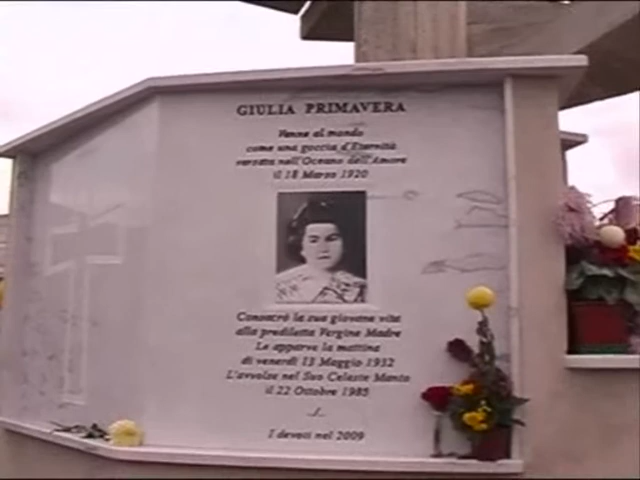 GIULIA PRIMAVERA
Venne al mondo
come una goccia d'Eternità
versata nell'Oceano dell'Amore
il 18 Marzo 1920
Consacrò la sua giovane vita
alla prediletta Vergine Madre
Le apparve la mattina
di venerdì 13 Maggio 1932
L'avvolse nel Suo Celeste Manto
il 22 Ottobre 1985
I devoti nel 2009